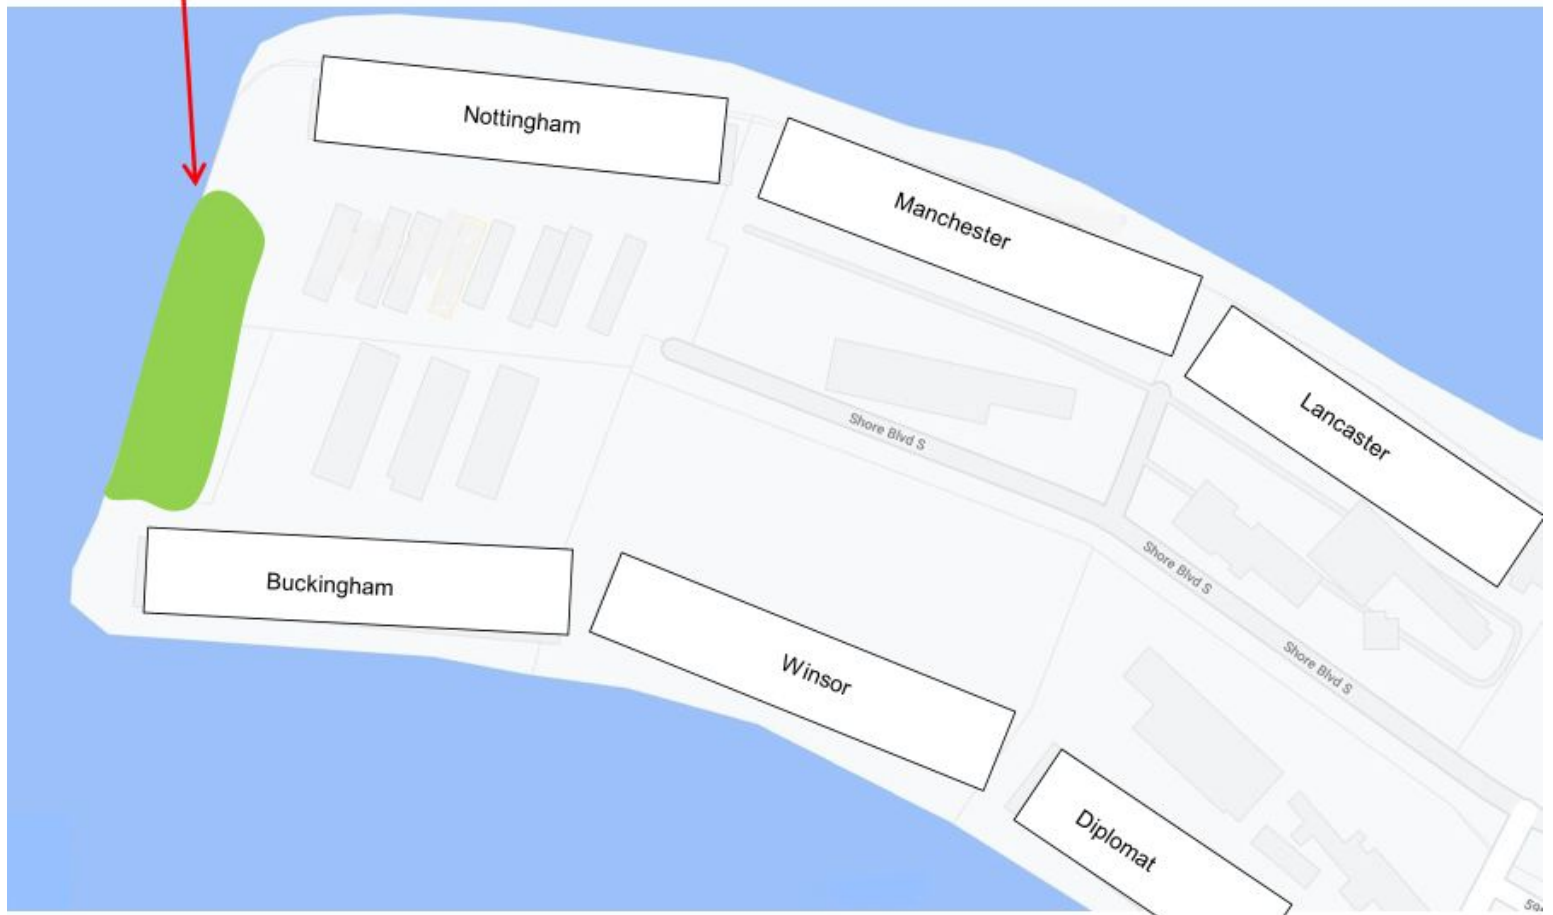 Nottingham
Manchester
Lancaster
Shore Blvd S
Shore Blvd S
Buckingham
Winsor
Shore Blvd S
Diplomat